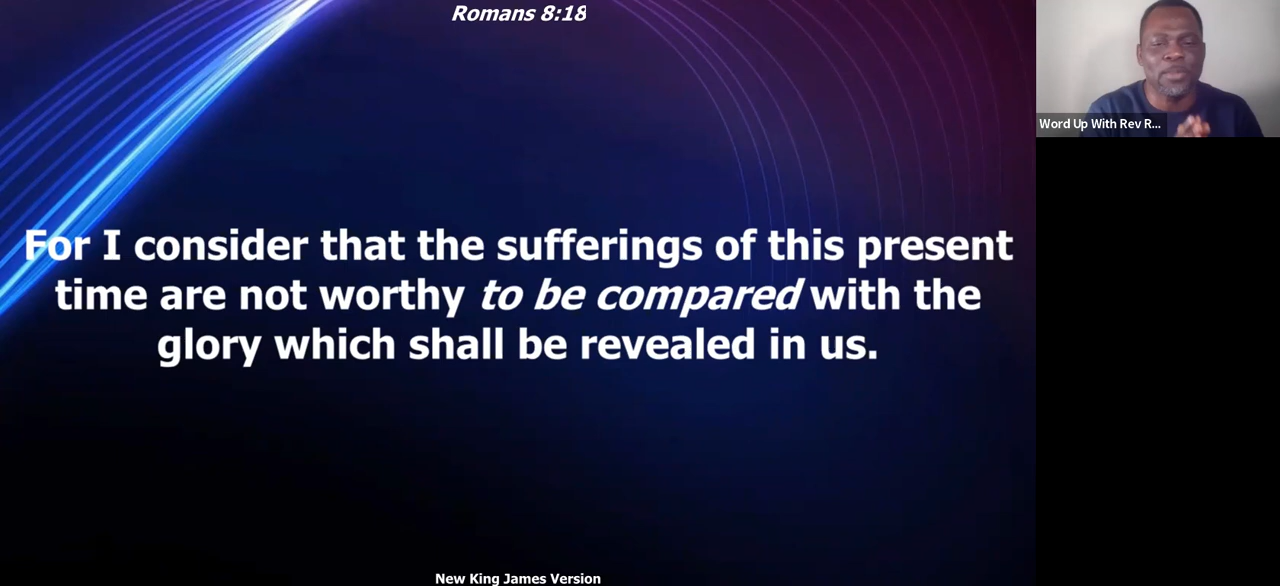 Romans 8:18
Word Up With Rev R...
For I consider that the sufferings of this present
time are not worthy to be compared with the
glory which shall be revealed in us.
New King James Version